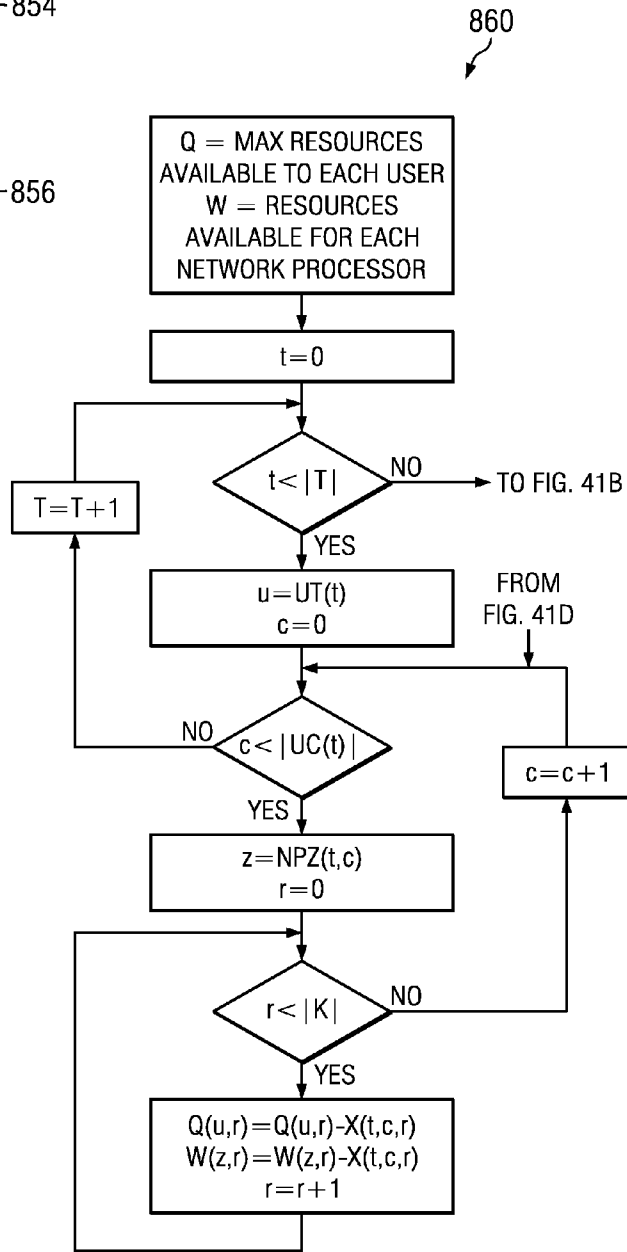 854
860
856
Q = MAX RESOURCES
AVAILABLE TO EACH USER
W = RESOURCES
AVAILABLE FOR EACH
NETWORK PROCESSOR
t=0
t<|T|
NO
TO FIG. 41B
T=T+1
YES
u=UT(t)
c=0
FROM
FIG. 41D
NO
c<|UC(t)|
c=c+1
YES
z=NPZ(t,c)
r=0
r<|K|
NO
YES
Q(u,r)=Q(u,r)-X(t,c,r)
W(z,r)=W(z,r)-X(t,c,r)
r=r+1